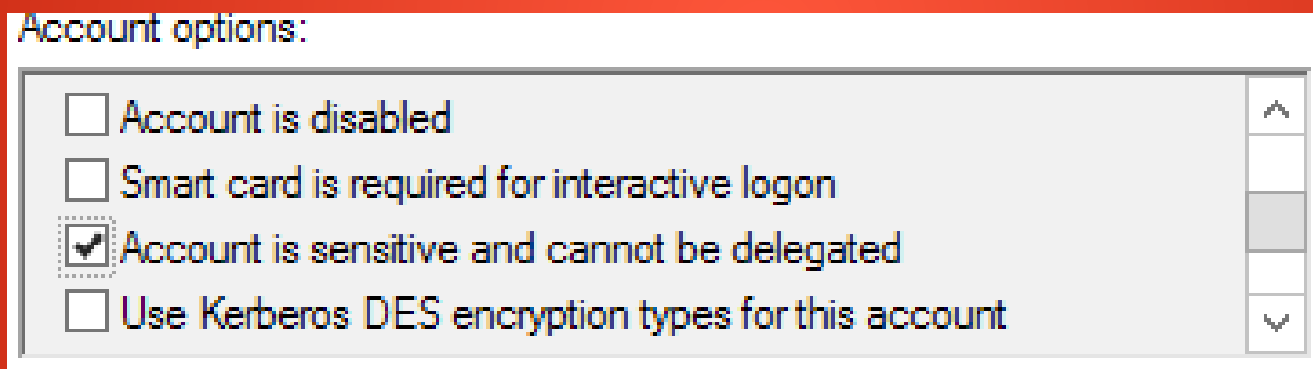 Account options:
Account is disabled
Smart card is required for interactive logon
Account is sensitive and cannot be delegated
Use Kerberos DES encryption types for this account